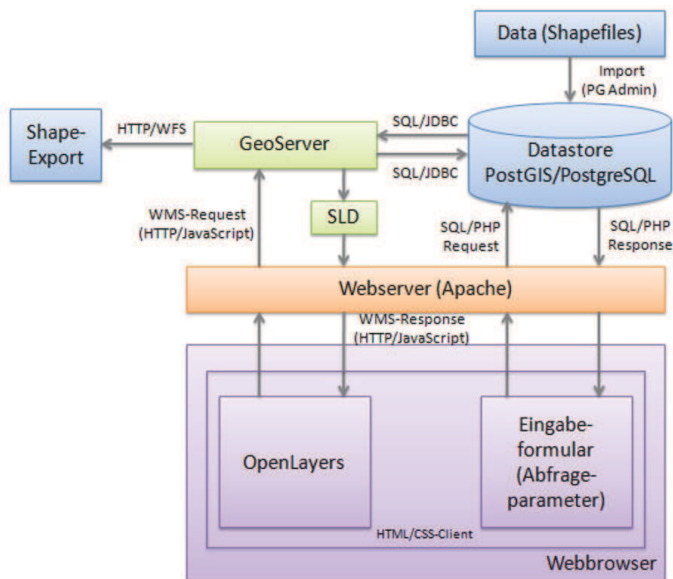 Data (Shapefiles)
Import
(PG Admin)
Shape-
Export
HTTP/WFS
GeoServer
SQL/JDBC
SQL/JDBC
Datastore
PostGIS/PostgreSQL
WMS-Request
(HTTP/JavaScript)
SLD
SQL/PHP
Request
SQL/PHP
Response
Webserver (Apache)
WMS-Response
(HTTP/JavaScript)
OpenLayers
Eingabe-
formular
(Abfrage-
parameter)
HTML/CSS-Client
Webbrowser